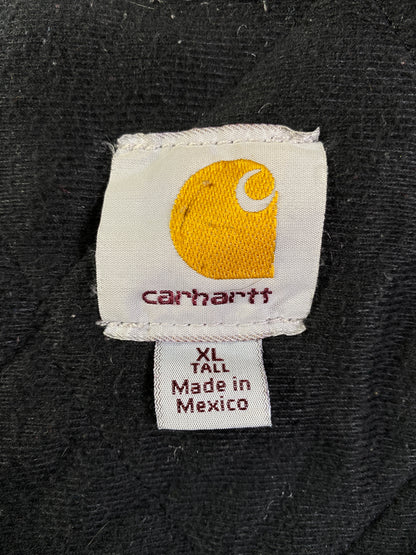 carhartt
XL
TALL
Made in
Mexico